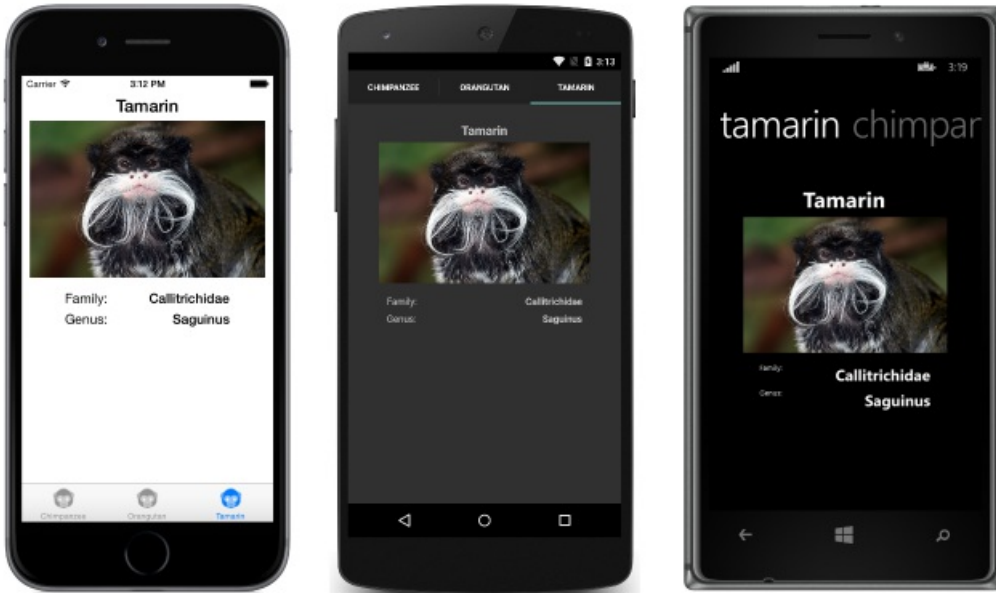 Carrier 3:12 PM
Tamarin
Family: Callitrichidae
Genus: Saguinus
Chimpanzee Orangutan Tamarin
3:13
CHIMPANZEE ORANGUTAN TAMARIN
Tamarin
Family: Callitrichidae
Genus: Saguinus
3:19
tamarin chimpar
Tamarin
Family: Callitrichidae
Genus: Saguinus